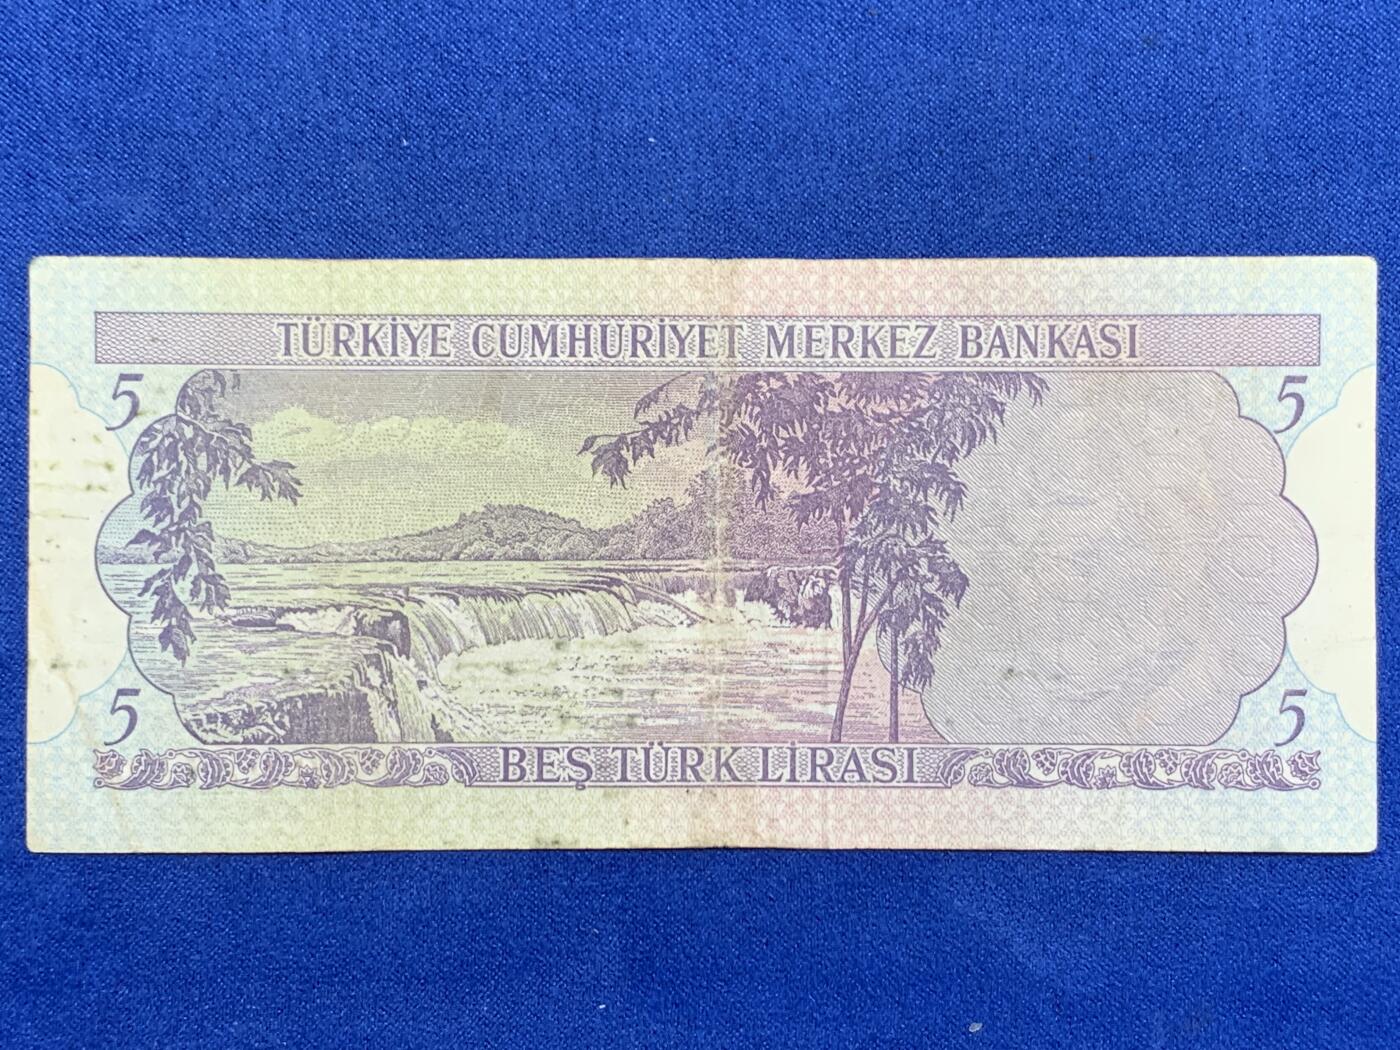 TÜRKİYE CUMHURİYET MERKEZ BANKASI
5 5
5 5
BEŞ TÜRK LİRASI